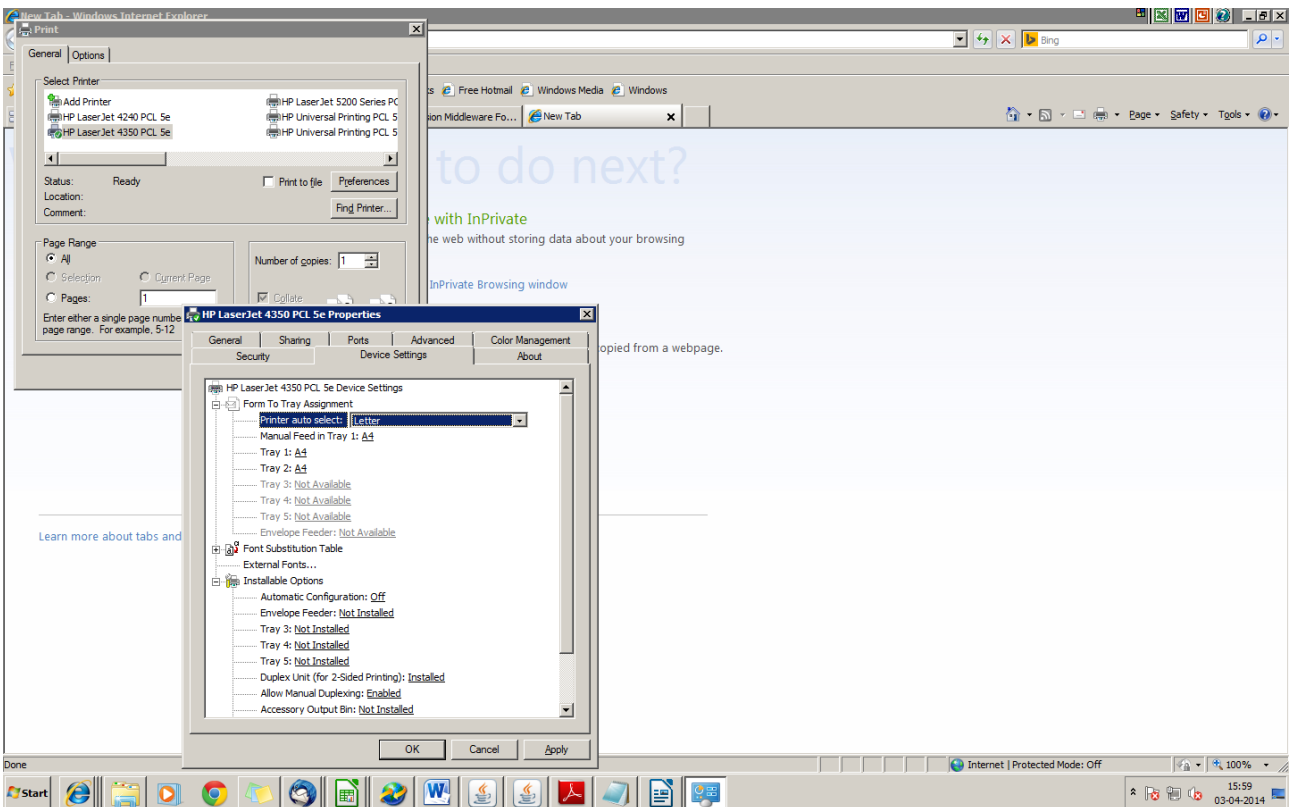 New Tab - Windows Internet Explorer
Print
General Options
Select Printer
Add Printer
HP LaserJet 4240 PCL 5e
HP LaserJet 4350 PCL 5e
HP LaserJet 5200 Series PC
HP Universal Printing PCL 5
HP Universal Printing PCL 5
Status: Ready
Location:
Comment:
Print to file
Preferences
Find Printer...
Page Range
All
Selection Current Page
Pages: 1
Enter either a single page numbe
page range. For example, 5-12
Number of copies: 1
Collate
Bing
Free Hotmail Windows Media Windows
sion Middleware Fo... New Tab
Page Safety Tools
to do next?
with InPrivate
he web without storing data about your browsing
InPrivate Browsing window
opied from a webpage.
Learn more about tabs and
HP LaserJet 4350 PCL 5e Properties
General Sharing Ports Advanced Color Management
Security Device Settings About
HP LaserJet 4350 PCL 5e Device Settings
Form To Tray Assignment
Printer auto select: Letter
Manual Feed in Tray 1: A4
Tray 1: A4
Tray 2: A4
Tray 3: Not Available
Tray 4: Not Available
Tray 5: Not Available
Envelope Feeder: Not Available
Font Substitution Table
External Fonts...
Installable Options
Automatic Configuration: Off
Envelope Feeder: Not Installed
Tray 3: Not Installed
Tray 4: Not Installed
Tray 5: Not Installed
Duplex Unit (for 2-Sided Printing): Installed
Allow Manual Duplexing: Enabled
Accessory Output Bin: Not Installed
OK Cancel Apply
Done
Internet | Protected Mode: Off
100%
Start
15:59
03-04-2014